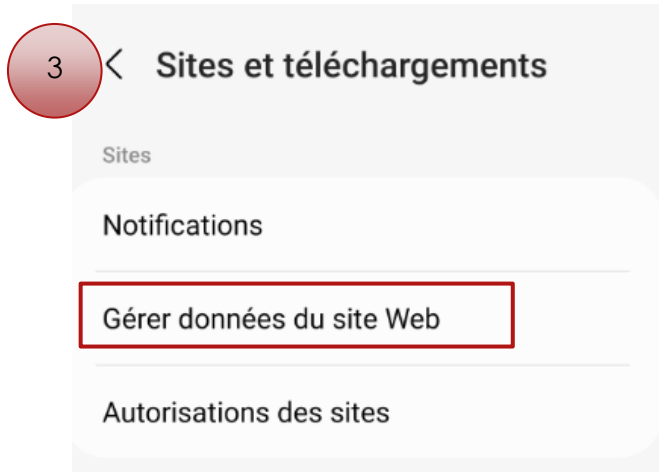 3
Sites et téléchargements
Sites
Notifications
Gérer données du site Web
Autorisations des sites